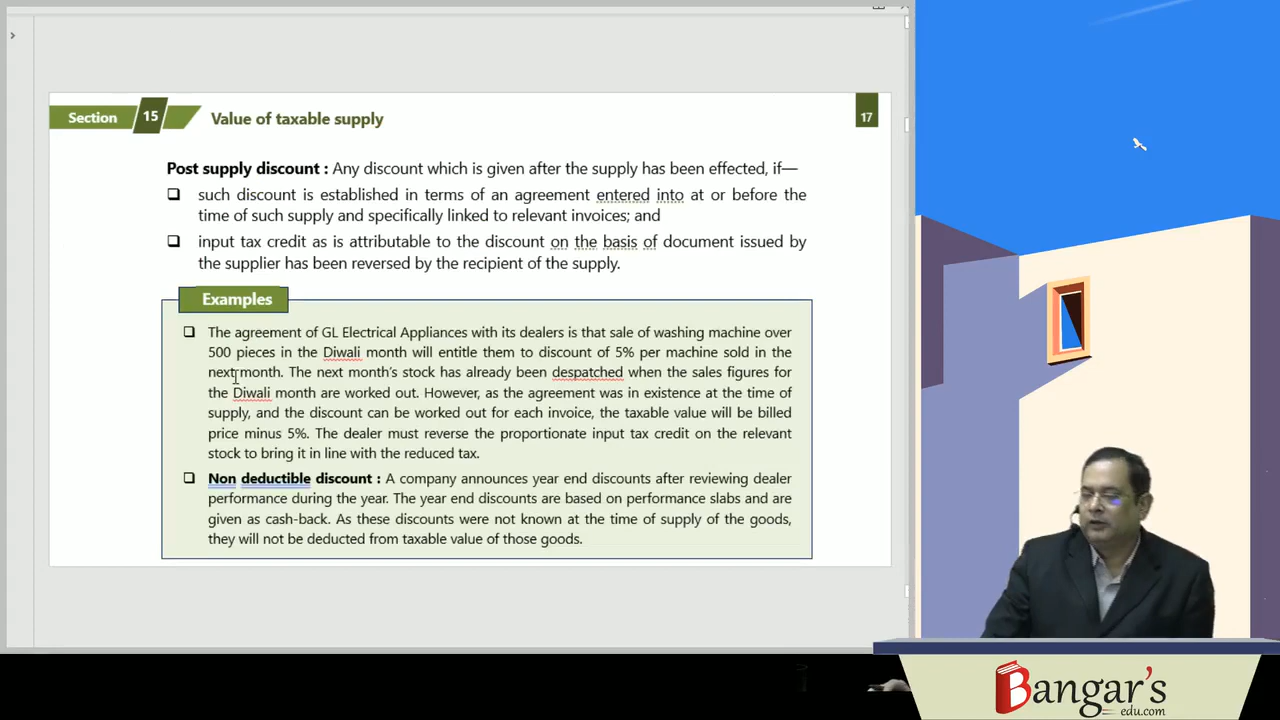 Section 15 Value of taxable supply 17
Post supply discount : Any discount which is given after the supply has been effected, if—
such discount is established in terms of an agreement entered into at or before the
time of such supply and specifically linked to relevant invoices; and
input tax credit as is attributable to the discount on the basis of document issued by
the supplier has been reversed by the recipient of the supply.
Examples
The agreement of GL Electrical Appliances with its dealers is that sale of washing machine over
500 pieces in the Diwali month will entitle them to discount of 5% per machine sold in the
next month. The next month's stock has already been despatched when the sales figures for
the Diwali month are worked out. However, as the agreement was in existence at the time of
supply, and the discount can be worked out for each invoice, the taxable value will be billed
price minus 5%. The dealer must reverse the proportionate input tax credit on the relevant
stock to bring it in line with the reduced tax.
Non deductible discount : A company announces year end discounts after reviewing dealer
performance during the year. The year end discounts are based on performance slabs and are
given as cash-back. As these discounts were not known at the time of supply of the goods,
they will not be deducted from taxable value of those goods.
Bangar's
edu.com